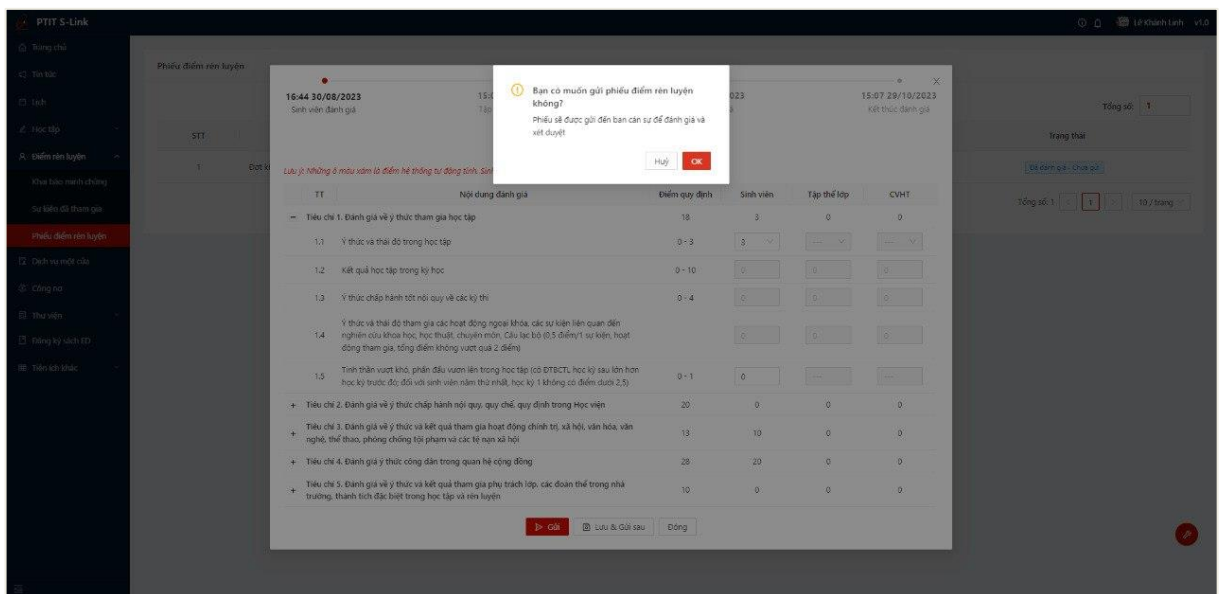 PTIT S-Link
Lê Khánh Linh v1.0
Trang chủ
Tin tức
Lịch
Học tập
Điểm rèn luyện
Khai báo minh chứng
Sự kiện đã tham gia
Phiếu điểm rèn luyện
Dịch vụ một cửa
Công nợ
Thư viện
Đăng ký sách ED
Tiện ích khác
Phiếu điểm rèn luyện
Tổng số: 1
STT
Trạng thái
1
Đợt
Đã đánh giá - Chưa gửi
Tổng số: 1
1
10 / trang
16:44 30/08/2023
Sinh viên đánh giá
15:
Tập
023
15:07 29/10/2023
Kết thúc đánh giá
Bạn có muốn gửi phiếu điểm rèn luyện
không?
Phiếu sẽ được gửi đến ban cán sự để đánh giá và
xét duyệt
Huỷ OK
Lưu ý: Những ô màu xám là điểm hệ thống tự động tính. Sinh
TT Nội dung đánh giá Điểm quy định Sinh viên Tập thể lớp CVHT
Tiêu chí 1. Đánh giá về ý thức tham gia học tập 18 3 0 0
1.1 Ý thức và thái độ trong học tập 0 - 3 3 --- ---
1.2 Kết quả học tập trong kỳ học 0 - 10 0 0 0
1.3 Ý thức chấp hành tốt nội quy về các kỳ thi 0 - 4 0 0 0
Ý thức và thái độ tham gia các hoạt động ngoại khóa, các sự kiện liên quan đến
1.4 nghiên cứu khoa học, học thuật, chuyên môn, Câu lạc bộ (0.5 điểm/1 sự kiện, hoạt 0 0 0
động tham gia, tổng điểm không vượt quá 2 điểm)
1.5 Tinh thần vượt khó, phấn đấu vươn lên trong học tập (có ĐTBCTL học kỳ sau lớn hơn 0 - 1 0 --- ---
học kỳ trước đó; đối với sinh viên năm thứ nhất, học kỳ 1 không có điểm dưới 2,5)
+ Tiêu chí 2. Đánh giá về ý thức chấp hành nội quy, quy chế, quy định trong Học viện 20 0 0 0
+ Tiêu chí 3. Đánh giá về ý thức và kết quả tham gia hoạt động chính trị, xã hội, văn hóa, văn 13 10 0 0
nghệ, thể thao, phòng chống tội phạm và các tệ nạn xã hội
+ Tiêu chí 4. Đánh giá ý thức công dân trong quan hệ cộng đồng 28 20 0 0
+ Tiêu chí 5. Đánh giá về ý thức và kết quả tham gia phụ trách lớp, các đoàn thể trong nhà 10 0 0 0
trường, thành tích đặc biệt trong học tập và rèn luyện
Gửi Lưu & Gửi sau Đóng